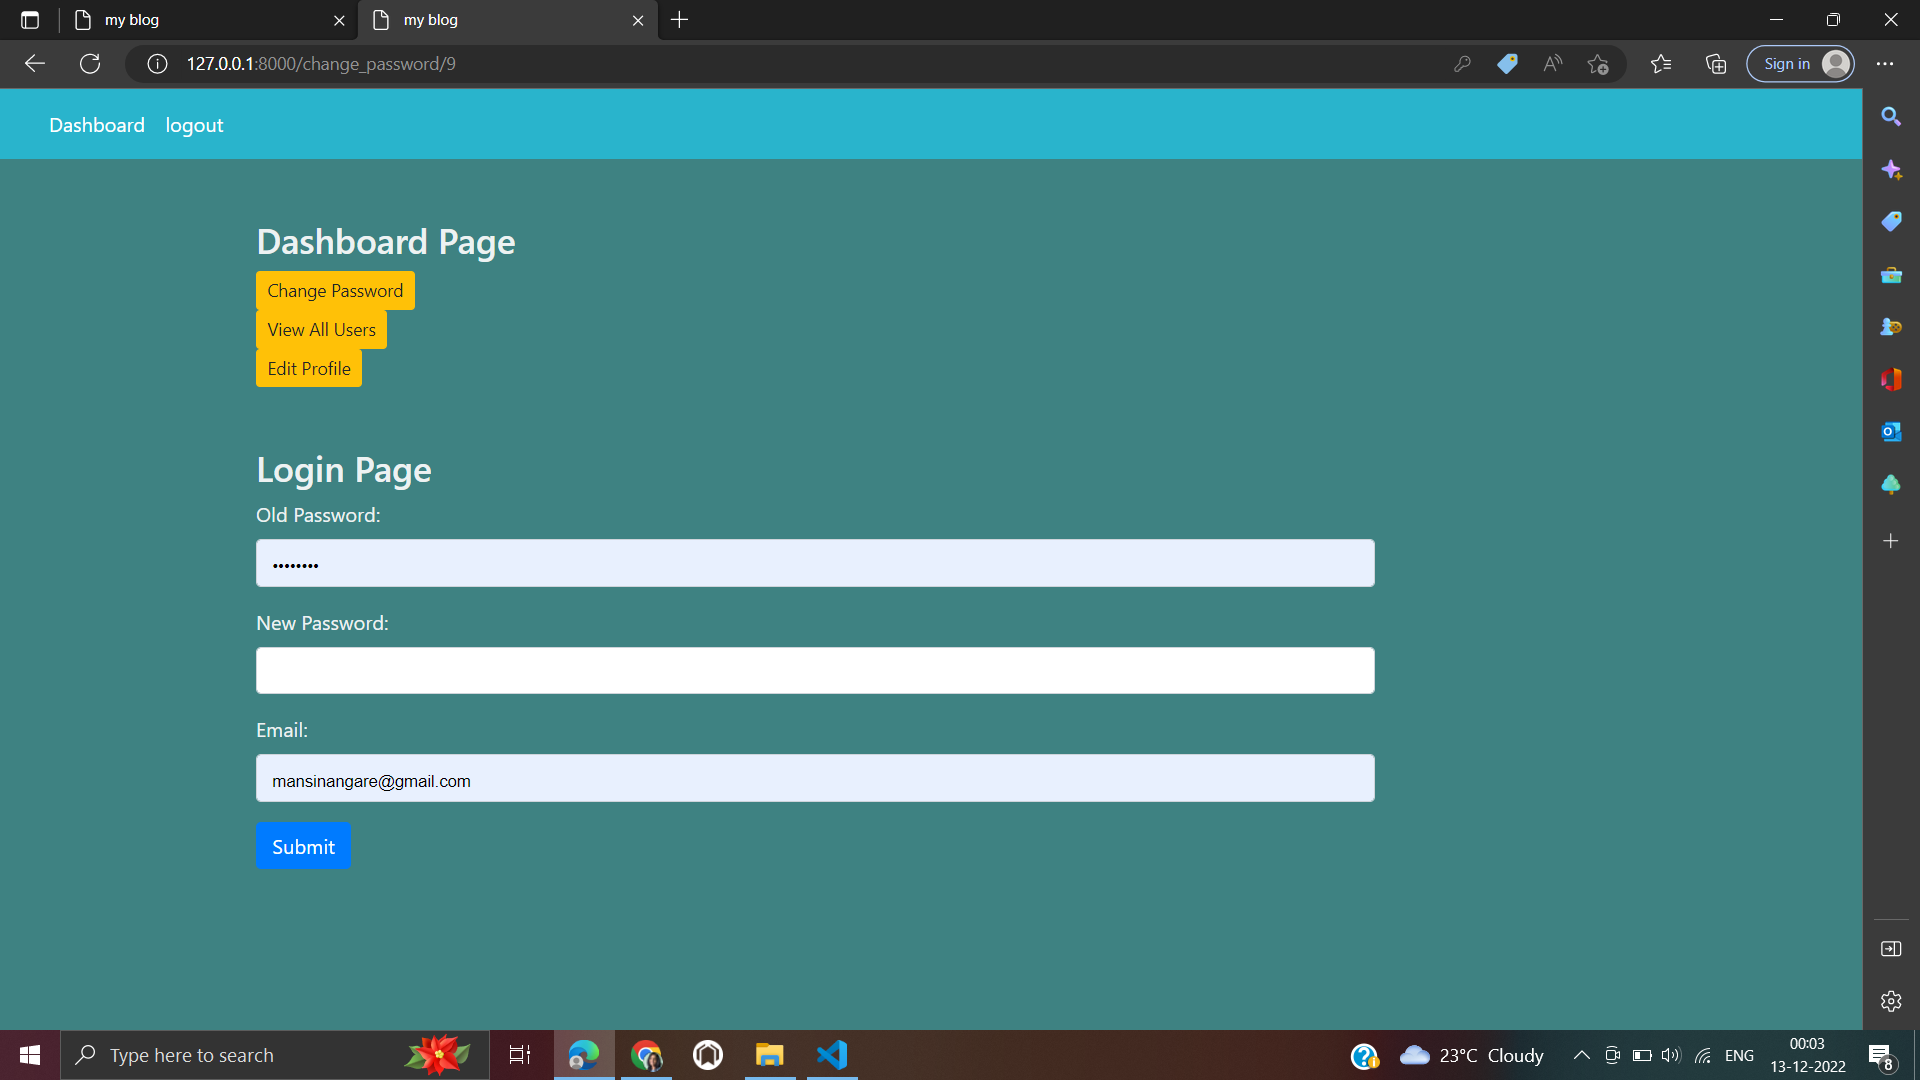 my blog
my blog
127.0.0.1:8000/change_password/9
Sign in
Dashboard logout
Dashboard Page
Change Password
View All Users
Edit Profile
Login Page
Old Password:
••••••••
New Password:
Email:
mansinangare@gmail.com
Submit
Type here to search
23°C Cloudy
ENG
00:03
13-12-2022
8